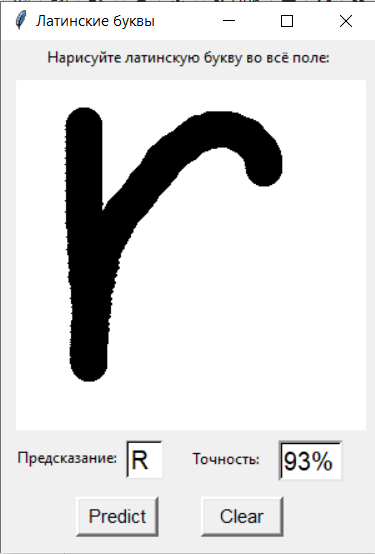 Латинские буквы
Нарисуйте латинскую букву во всё поле:
r
Предсказание: R Точность: 93%
Predict Clear